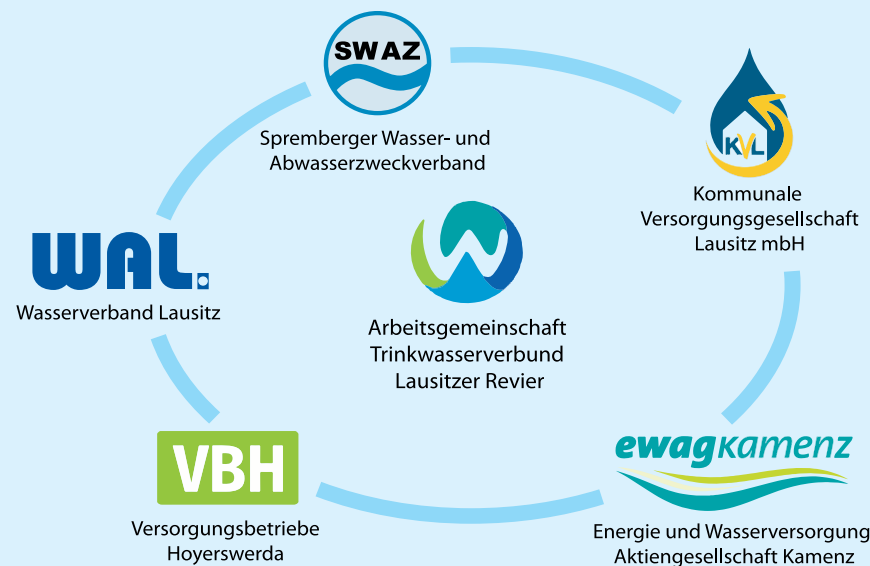 SWAZ
Spremberger Wasser- und
Abwasserzweckverband
KVL
Kommunale
Versorgungsgesellschaft
Lausitz mbH
WAL.
Wasserverband Lausitz
Arbeitsgemeinschaft
Trinkwasserverbund
Lausitzer Revier
VBH
Versorgungsbetriebe
Hoyerswerda
ewagkamenz
Energie und Wasserversorgung
Aktiengesellschaft Kamenz